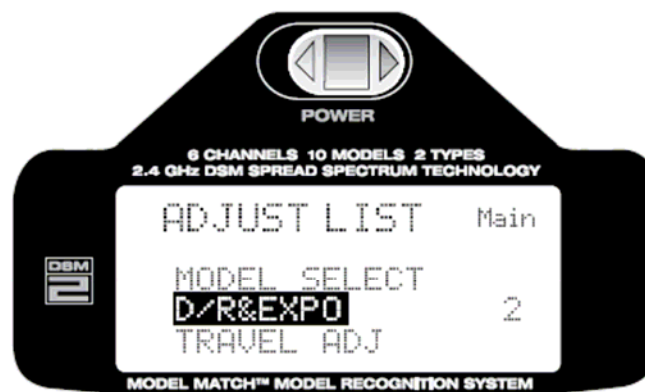 POWER
6 CHANNELS 10 MODELS 2 TYPES
2.4 GHz DSM SPREAD SPECTRUM TECHNOLOGY
ADJUST LIST Main
DSM
2
MODEL SELECT
D/R&EXPO 2
TRAVEL ADJ
MODEL MATCH™ MODEL RECOGNITION SYSTEM